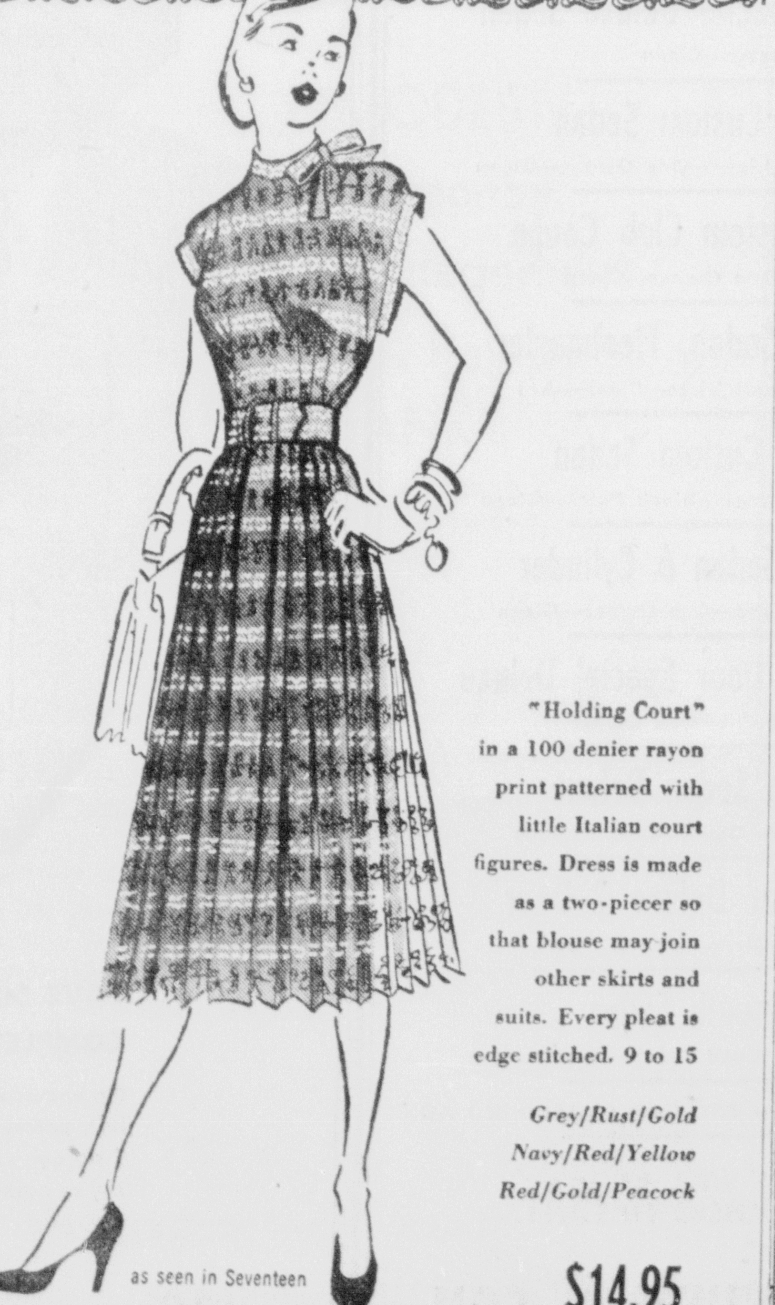 "Holding Court"
in a 100 denier rayon
print patterned with
little Italian court
figures. Dress is made
as a two-piecer so
that blouse may join
other skirts and
suits. Every pleat is
edge stitched. 9 to 15
Grey/Rust/Gold
Navy/Red/Yellow
Red/Gold/Peacock
as seen in Seventeen
$14.95